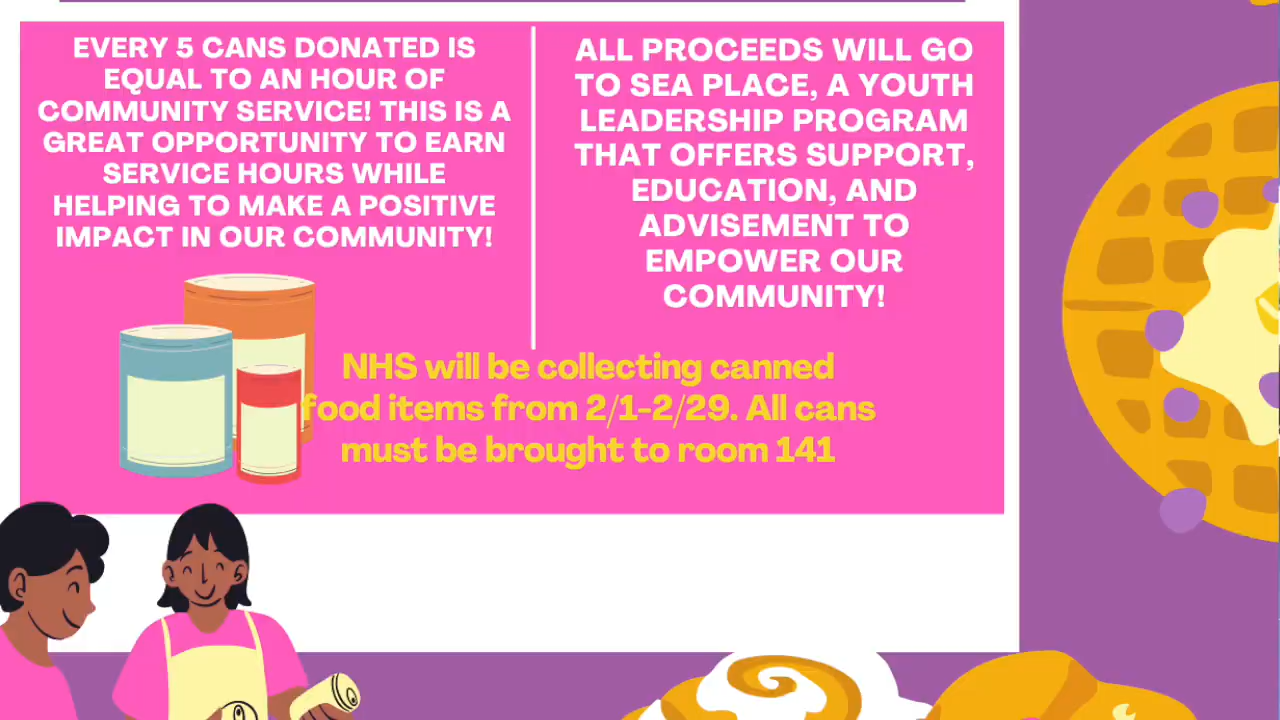 EVERY 5 CANS DONATED IS
EQUAL TO AN HOUR OF
COMMUNITY SERVICE! THIS IS A
GREAT OPPORTUNITY TO EARN
SERVICE HOURS WHILE
HELPING TO MAKE A POSITIVE
IMPACT IN OUR COMMUNITY!
ALL PROCEEDS WILL GO
TO SEA PLACE, A YOUTH
LEADERSHIP PROGRAM
THAT OFFERS SUPPORT,
EDUCATION, AND
ADVISEMENT TO
EMPOWER OUR
COMMUNITY!
NHS will be collecting canned
food items from 2/1-2/29. All cans
must be brought to room 141